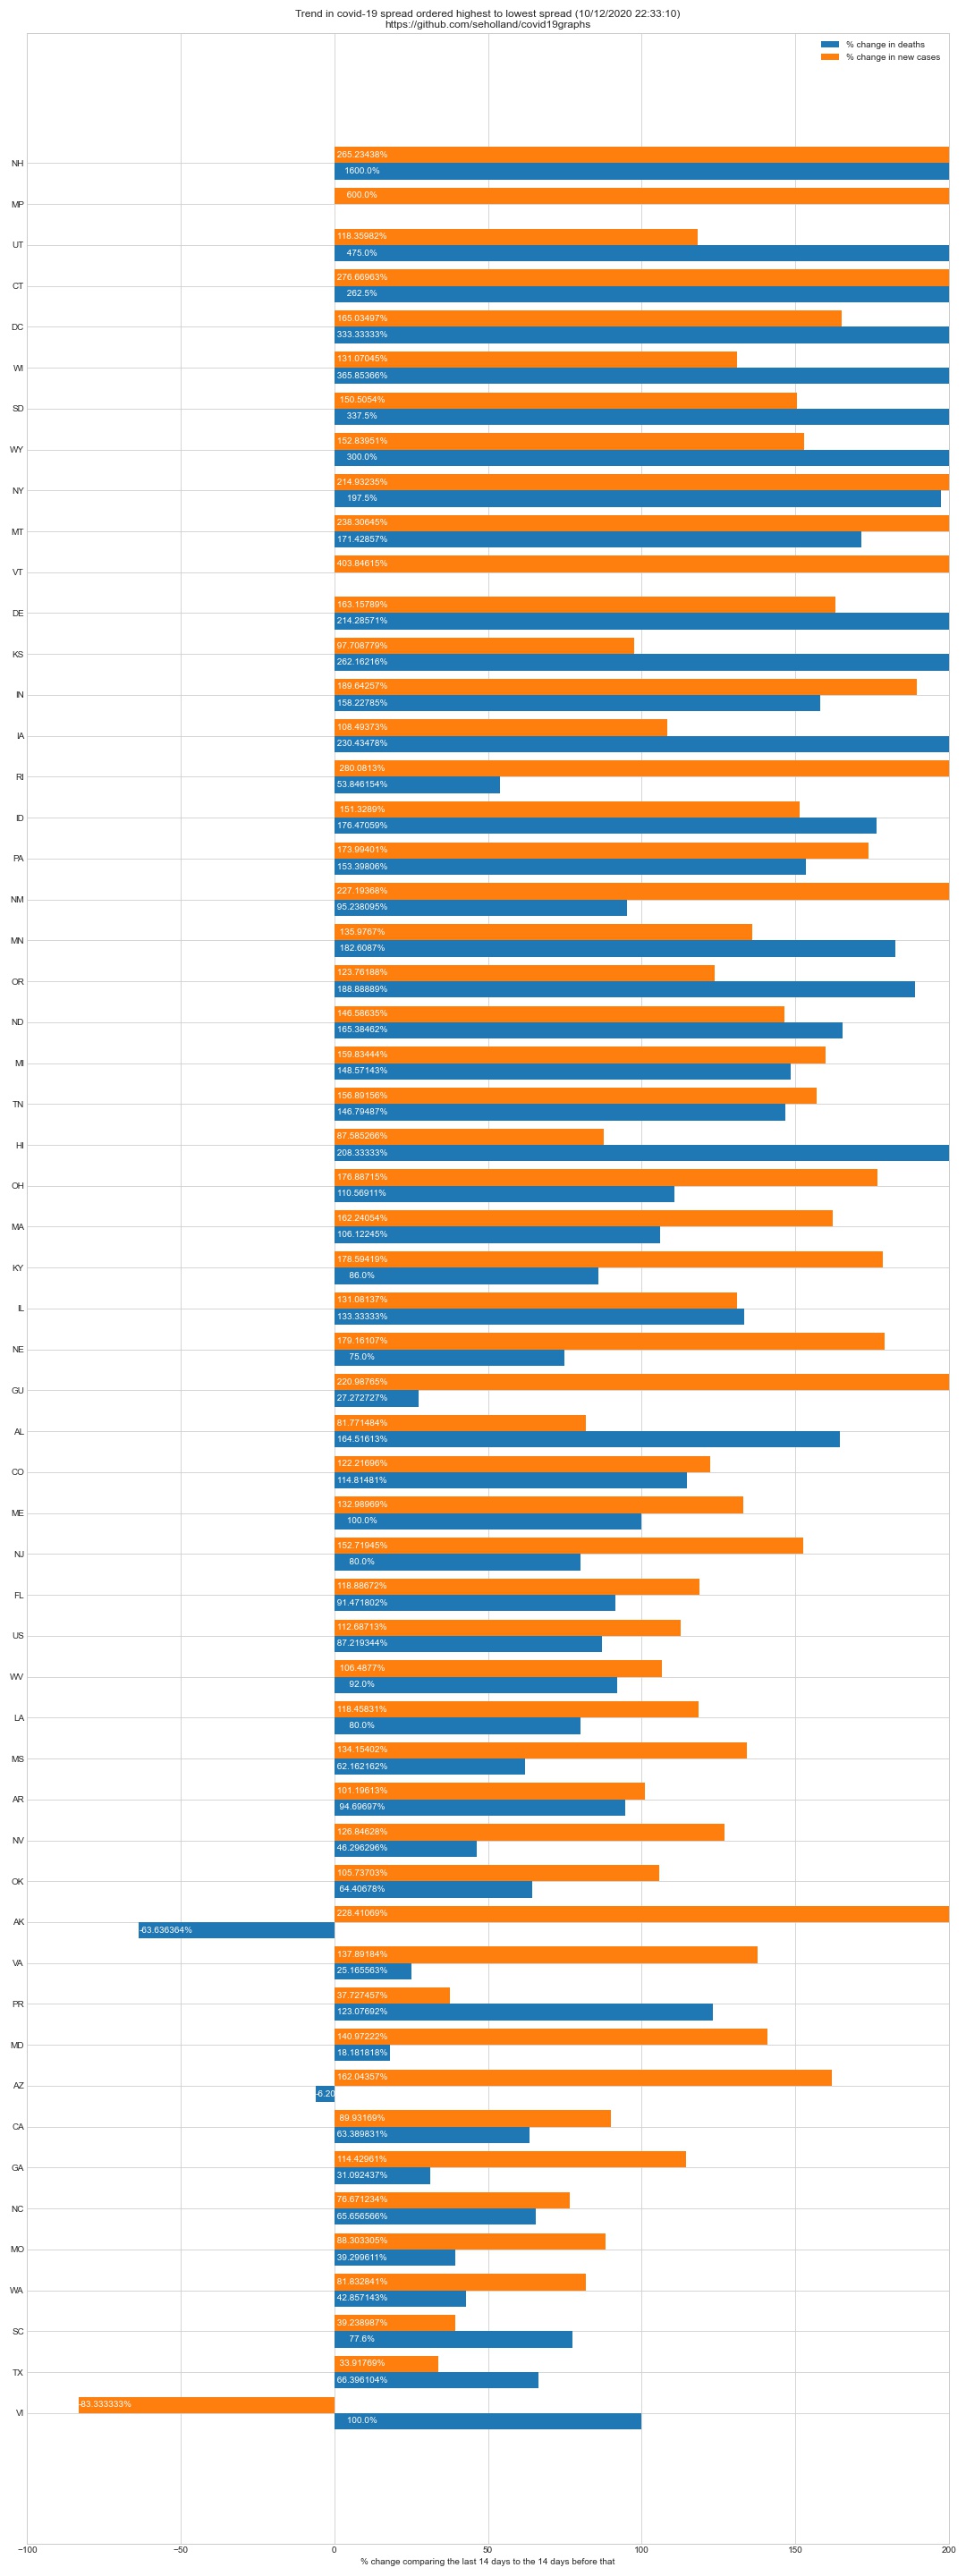 Trend in covid-19 spread ordered highest to lowest spread (10/12/2020 22:33:10)
https://github.com/seholland/covid19graphs
% change in deaths
% change in new cases
265.23438%
NH
1600.0%
600.0%
MP
118.35982%
UT
475.0%
276.66963%
CT
262.5%
165.03497%
DC
333.33333%
131.07045%
WI
365.85366%
150.5054%
SD
337.5%
152.83951%
WY
300.0%
214.93235%
NY
197.5%
238.30645%
MT
171.42857%
403.84615%
VT
163.15789%
DE
214.28571%
97.708779%
KS
262.16216%
189.64257%
IN
158.22785%
108.49373%
IA
230.43478%
280.0813%
RI
53.846154%
151.3289%
ID
176.47059%
173.99401%
PA
153.39806%
227.19368%
NM
95.238095%
135.9767%
MN
182.6087%
123.76188%
OR
188.88889%
146.58635%
ND
165.38462%
159.83444%
MI
148.57143%
156.89156%
TN
146.79487%
87.585266%
HI
208.33333%
176.88715%
OH
110.56911%
162.24054%
MA
106.12245%
178.59419%
KY
86.0%
131.08137%
IL
133.33333%
179.16107%
NE
75.0%
220.98765%
GU
27.272727%
81.771484%
AL
164.51613%
122.21696%
CO
114.81481%
132.98969%
ME
100.0%
152.71945%
NJ
80.0%
118.88672%
FL
91.471802%
112.68713%
US
87.219344%
106.4877%
WV
92.0%
118.45831%
LA
80.0%
134.15402%
MS
62.162162%
101.19613%
AR
94.69697%
126.84628%
NV
46.296296%
105.73703%
OK
64.40678%
228.41069%
AK
-63.636364%
137.89184%
VA
25.165563%
37.727457%
PR
123.07692%
140.97222%
MD
18.181818%
162.04357%
AZ
-6.20
89.93169%
CA
63.389831%
114.42961%
GA
31.092437%
76.671234%
NC
65.656566%
88.303305%
MO
39.299611%
81.832841%
WA
42.857143%
39.238987%
SC
77.6%
33.91769%
TX
66.396104%
-83.333333%
VI
100.0%
−100 −50 0 50 100 150 200
% change comparing the last 14 days to the 14 days before that